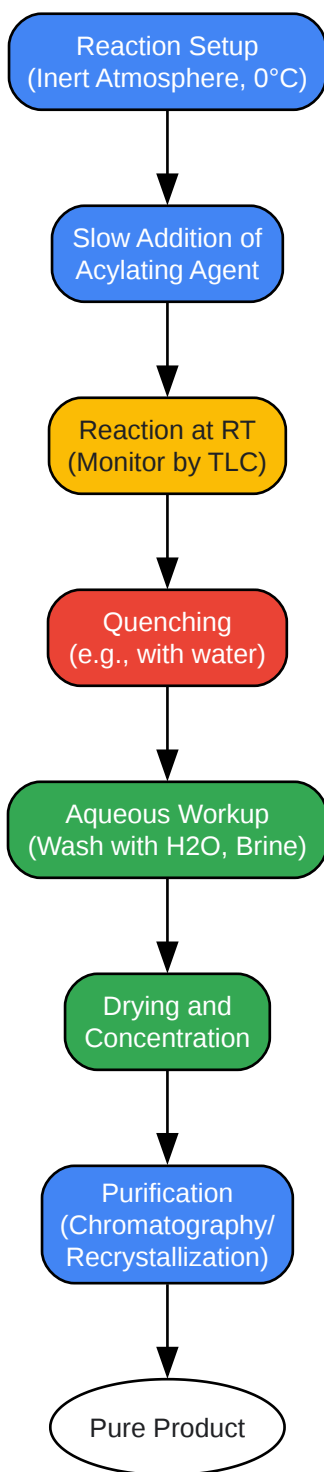 Reaction Setup
(Inert Atmosphere, 0°C)
Slow Addition of
Acylating Agent
Reaction at RT
(Monitor by TLC)
Quenching
(e.g., with water)
Aqueous Workup
(Wash with H2O, Brine)
Drying and
Concentration
Purification
(Chromatography/
Recrystallization)
Pure Product